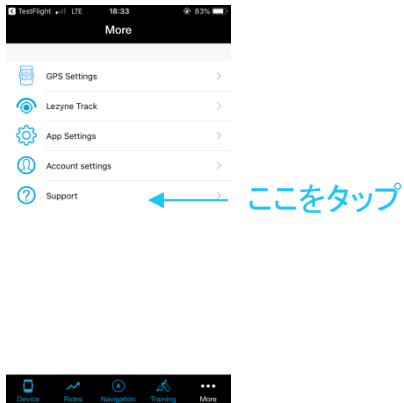 TestFlight LTE 18:33 83%
More
GPS Settings
Lezyne Track
App Settings
Account settings
Support
ここをタップ
Device Rides Navigation Training More